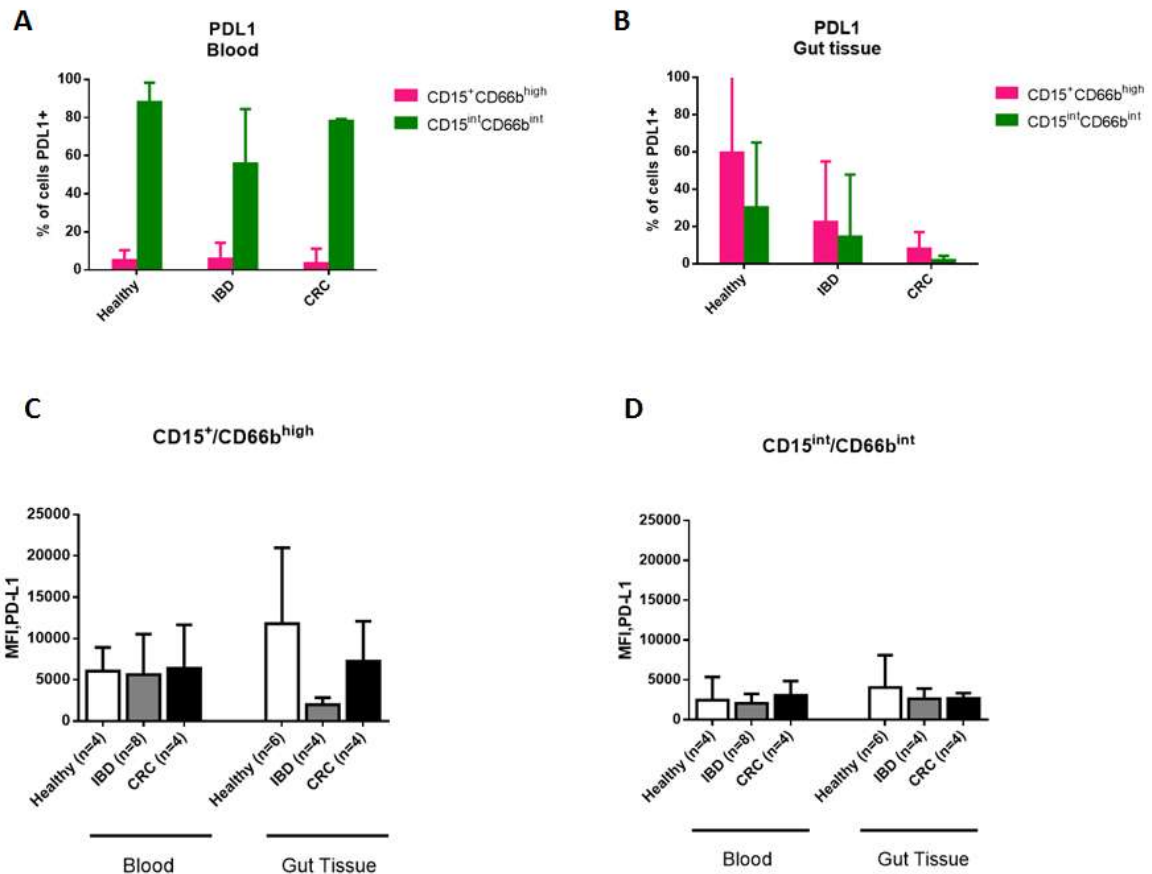 A
PDL1
Blood
% of cells PDL1+
100
80
60
40
20
0
Healthy
IBD
CRC
CD15⁺CD66bʰⁱᵍʰ
CD15ⁱⁿᵗCD66bⁱⁿᵗ
B
PDL1
Gut tissue
% of cells PDL1+
100
80
60
40
20
0
Healthy
IBD
CRC
CD15⁺CD66bʰⁱᵍʰ
CD15ⁱⁿᵗCD66bⁱⁿᵗ
C
CD15⁺/CD66bʰⁱᵍʰ
MFI,PD-L1
25000
20000
15000
10000
5000
0
Healthy (n=4)
IBD (n=8)
CRC (n=4)
Healthy (n=6)
IBD (n=4)
CRC (n=4)
Blood
Gut Tissue
D
CD15ⁱⁿᵗ/CD66bⁱⁿᵗ
MFI,PD-L1
25000
20000
15000
10000
5000
0
Healthy (n=4)
IBD (n=8)
CRC (n=4)
Healthy (n=6)
IBD (n=4)
CRC (n=4)
Blood
Gut Tissue